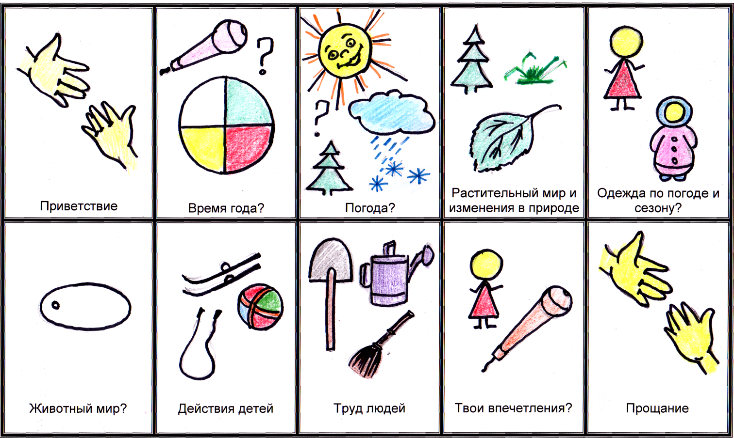 ?
?
Приветствие
Время года?
Погода?
Растительный мир и
изменения в природе
Одежда по погоде и
сезону?
Животный мир?
Действия детей
Труд людей
Твои впечетления?
Прощание